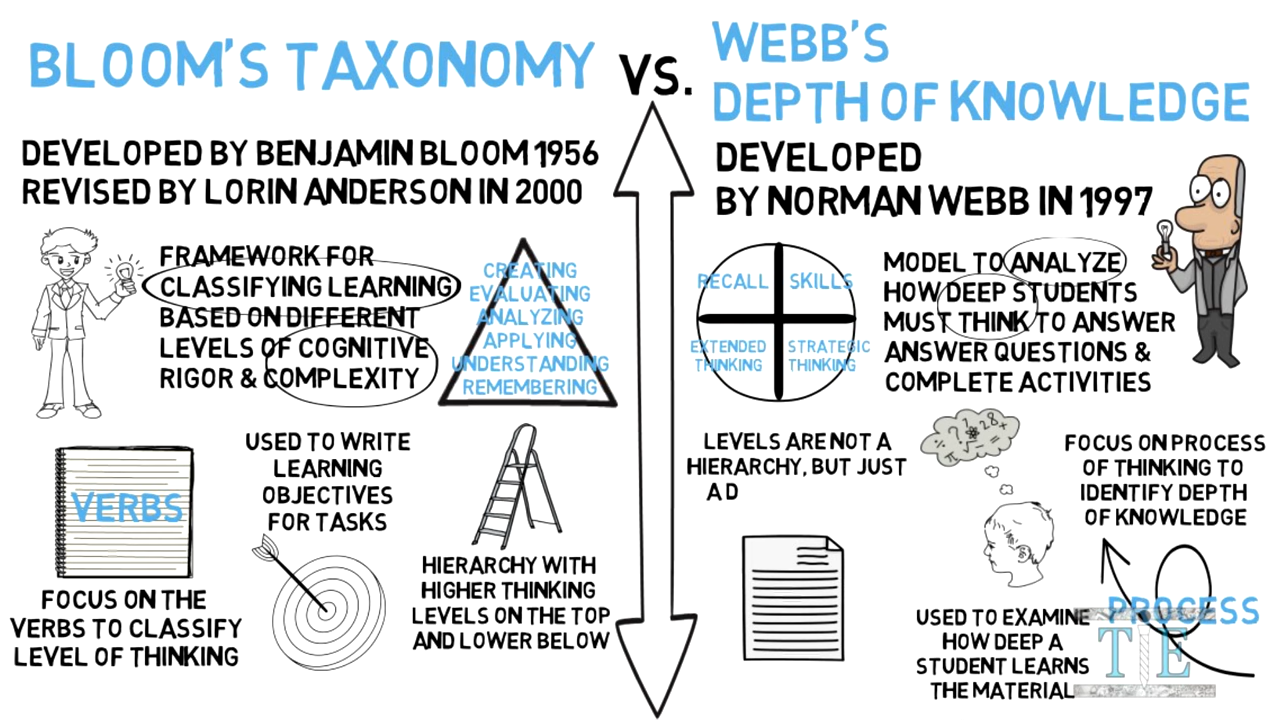 BLOOM'S TAXONOMY
VS.
WEBB'S
DEPTH OF KNOWLEDGE
DEVELOPED BY BENJAMIN BLOOM 1956
REVISED BY LORIN ANDERSON IN 2000
FRAMEWORK FOR
CLASSIFYING LEARNING
BASED ON DIFFERENT
LEVELS OF COGNITIVE
RIGOR & COMPLEXITY
CREATING
EVALUATING
ANALYZING
APPLYING
UNDERSTANDING
REMEMBERING
VERBS
FOCUS ON THE
VERBS TO CLASSIFY
LEVEL OF THINKING
USED TO WRITE
LEARNING
OBJECTIVES
FOR TASKS
HIERARCHY WITH
HIGHER THINKING
LEVELS ON THE TOP
AND LOWER BELOW
DEVELOPED
BY NORMAN WEBB IN 1997
RECALL
SKILLS
EXTENDED
THINKING
STRATEGIC
THINKING
MODEL TO ANALYZE
HOW DEEP STUDENTS
MUST THINK TO ANSWER
ANSWER QUESTIONS &
COMPLETE ACTIVITIES
LEVELS ARE NOT A
HIERARCHY, BUT JUST
A D
FOCUS ON PROCESS
OF THINKING TO
IDENTIFY DEPTH
OF KNOWLEDGE
USED TO EXAMINE
HOW DEEP A
STUDENT LEARNS
THE MATERIAL
PROCESS
TIE